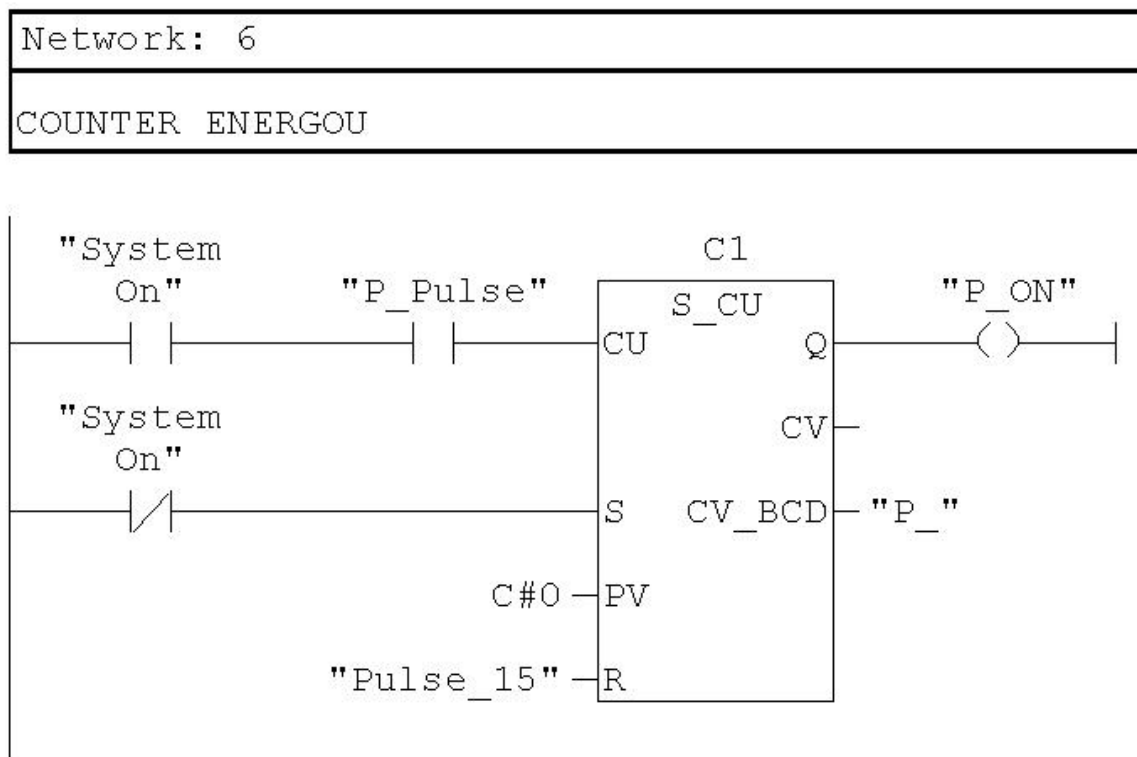 Network: 6
COUNTER ENERGOU
"System
On"
"P_Pulse"
C1
S_CU
"P_ON"
CU
Q
"System
On"
CV
S
CV_BCD
"P_"
C#0
PV
"Pulse_15"
R